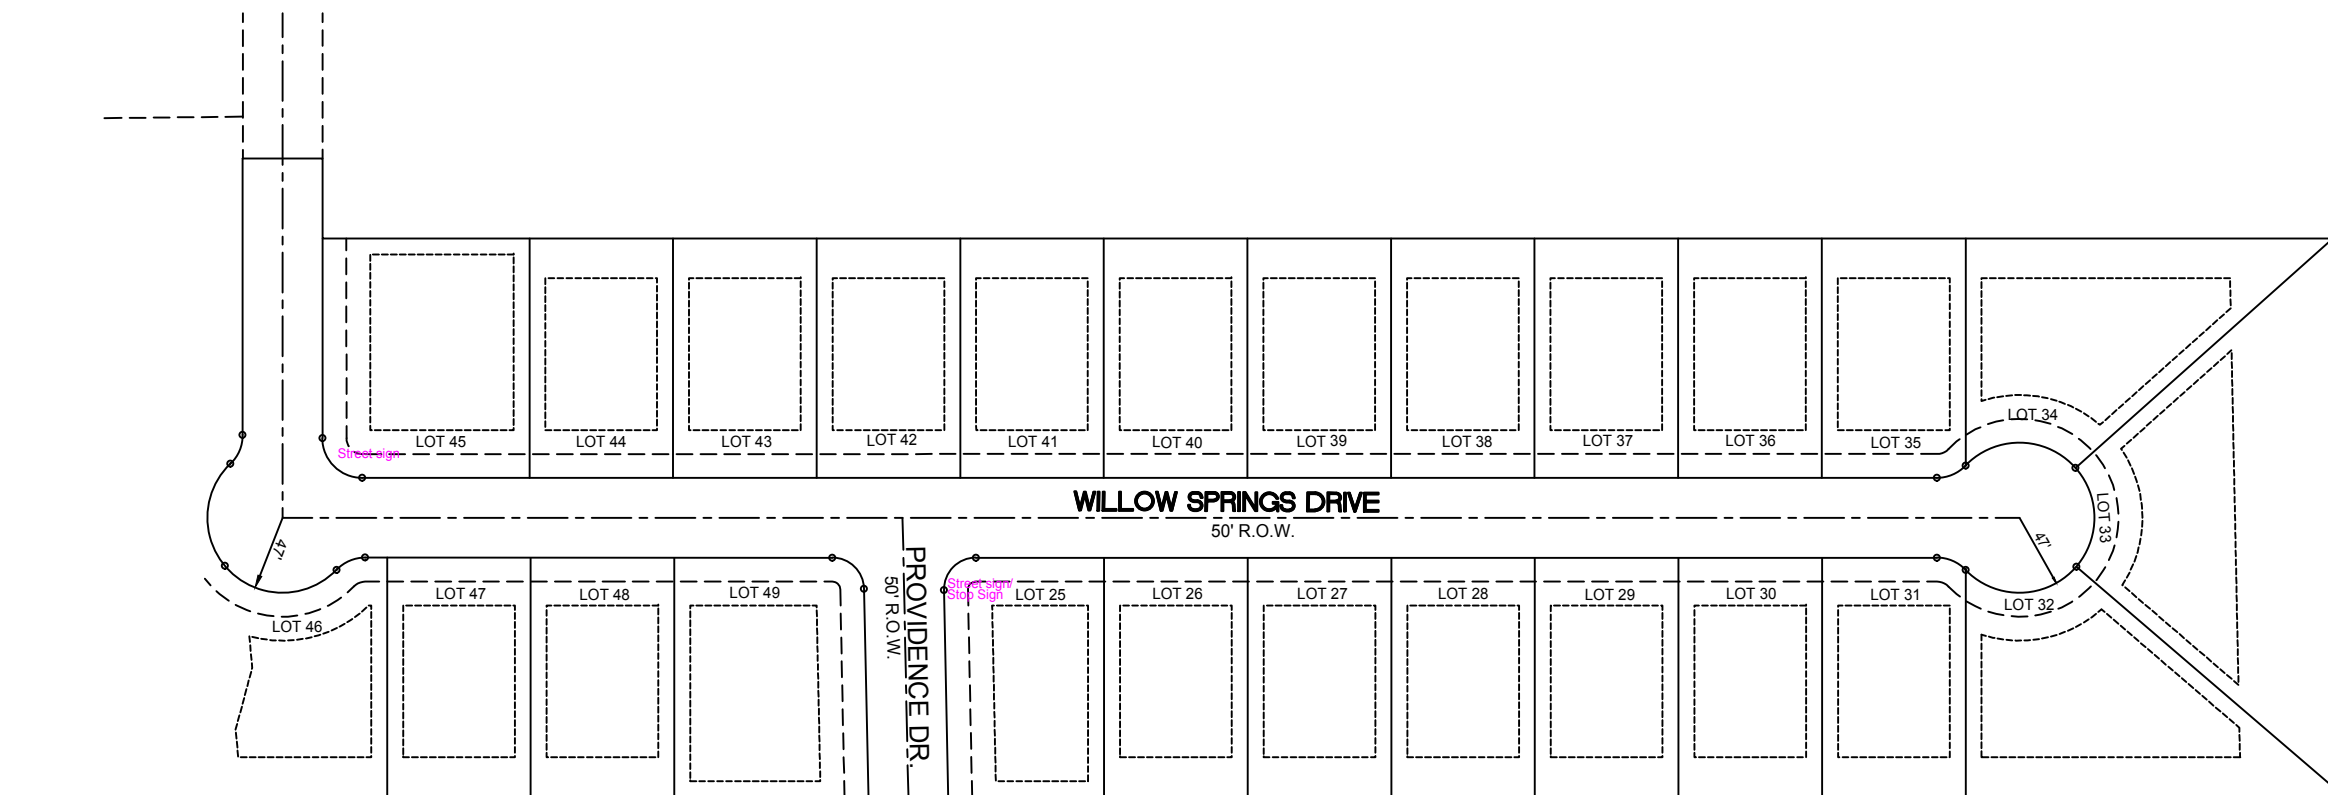 LOT 45
LOT 44
LOT 43
LOT 42
LOT 41
LOT 40
LOT 39
LOT 38
LOT 37
LOT 36
LOT 35
LOT 34
Street sign
WILLOW SPRINGS DRIVE
50' R.O.W.
LOT 33
47'
47'
PROVIDENCE DR.
50' R.O.W.
Street sign/
Stop Sign
LOT 46
LOT 47
LOT 48
LOT 49
LOT 25
LOT 26
LOT 27
LOT 28
LOT 29
LOT 30
LOT 31
LOT 32